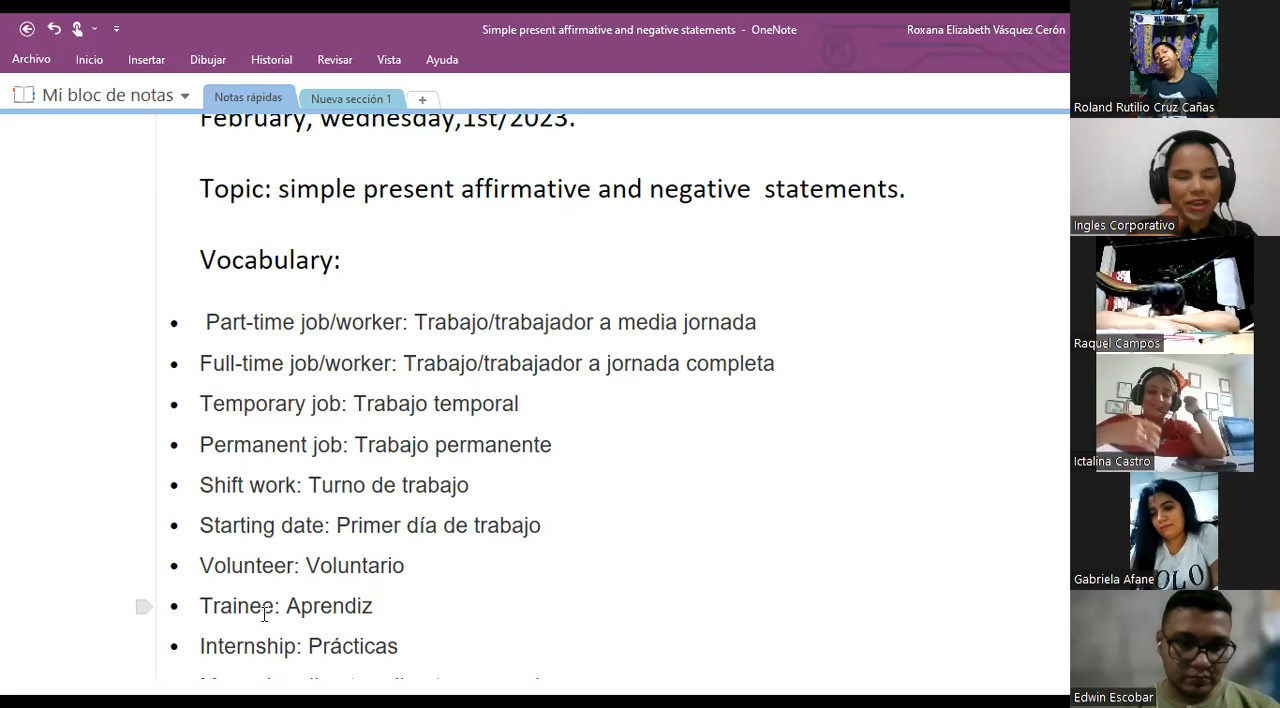 Simple present affirmative and negative statements - OneNote
Roxana Elizabeth Vásquez Cerón
Archivo Inicio Insertar Dibujar Historial Revisar Vista Ayuda
Mi bloc de notas Notas rápidas Nueva sección 1 +
February, wednesday,1st/2023.
Topic: simple present affirmative and negative statements.
Vocabulary:
• Part-time job/worker: Trabajo/trabajador a media jornada
• Full-time job/worker: Trabajo/trabajador a jornada completa
• Temporary job: Trabajo temporal
• Permanent job: Trabajo permanente
• Shift work: Turno de trabajo
• Starting date: Primer día de trabajo
• Volunteer: Voluntario
• Trainee: Aprendiz
• Internship: Prácticas
Roland Rutilio Cruz Cañas
Ingles Corporativo
Raquel Campos
Ictalina Castro
Gabriela Afane
Edwin Escobar